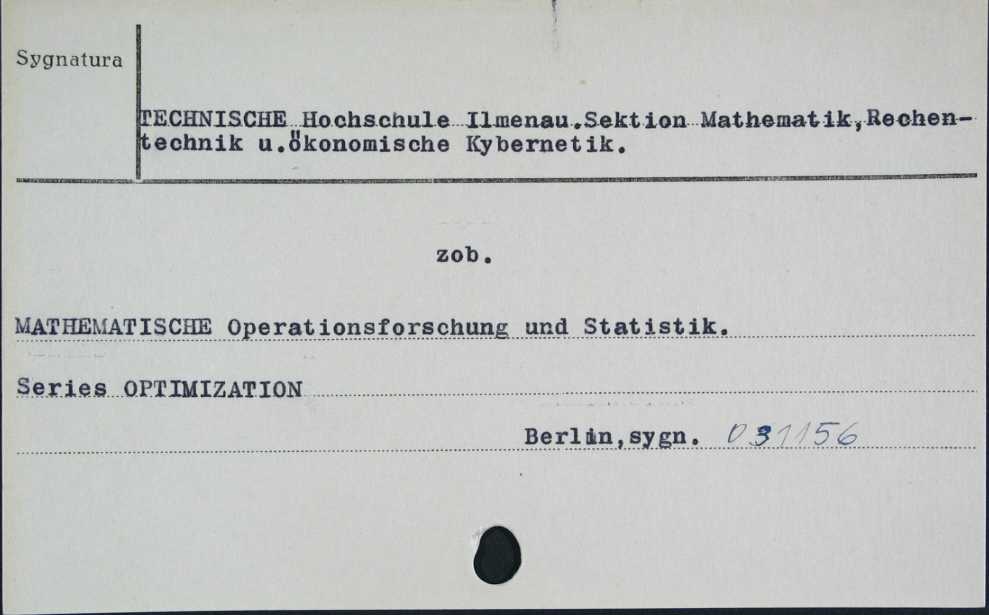 Sygnatura
TECHNISCHE Hochschule Ilmenau.Sektion Mathematik,Rechen-
technik u.ökonomische Kybernetik.
zob.
MATHEMATISCHE Operationsforschung und Statistik.
Series OPTIMIZATION
Berlin,sygn. 031156